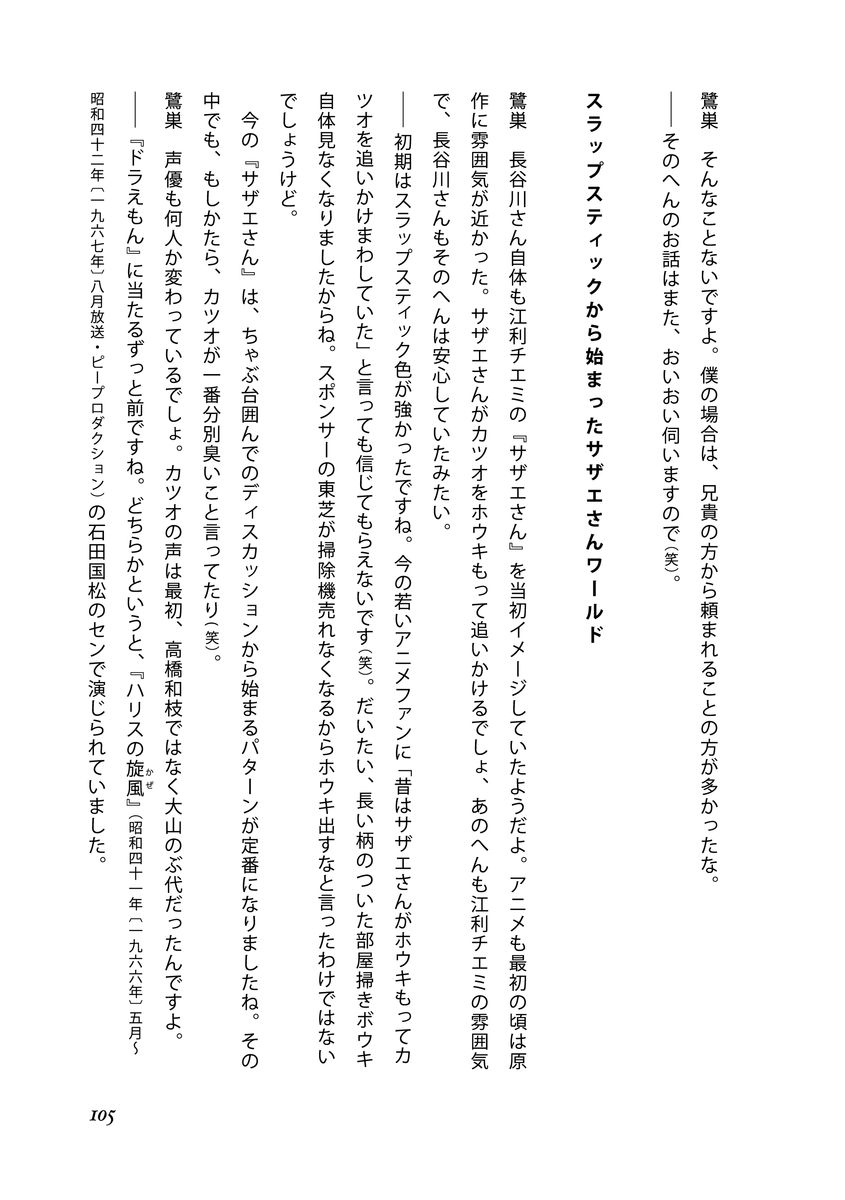 鷺巣　そんなことないですよ。僕の場合は、兄貴の方から頼まれることの方が多かったな。
――そのへんのお話はまた、おいおい伺いますので（笑）。
スラップスティックから始まったサザエさんワールド
鷺巣　長谷川さん自体も江利チエミの『サザエさん』を当初イメージしていたようだよ。アニメも最初の頃は原
作に雰囲気が近かった。サザエさんがカツオをホウキもって追いかけるでしょ、あのへんも江利チエミの雰囲気
で、長谷川さんもそのへんは安心していたみたい。
――初期はスラップスティック色が強かったですね。今の若いアニメファンに「昔はサザエさんがホウキもってカ
ツオを追いかけまわしていた」と言っても信じてもらえないです（笑）。だいたい、長い柄のついた部屋掃きボウキ
自体見なくなりましたからね。スポンサーの東芝が掃除機売れなくなるからホウキ出すなと言ったわけではない
でしょうけど。
　今の『サザエさん』は、ちゃぶ台囲んでのディスカッションから始まるパターンが定番になりましたね。その
中でも、もしかたら、カツオが一番分別臭いこと言ってたり（笑）。
鷺巣　声優も何人か変わっているでしょ。カツオの声は最初、高橋和枝ではなく大山のぶ代だったんですよ。
――『ドラえもん』に当たるずっと前ですね。どちらかというと、『ハリスの旋風かぜ』（昭和四十一年〔一九六六年〕五月〜
昭和四十二年〔一九六七年〕八月放送・ピープロダクション）の石田国松のセンで演じられていました。
105